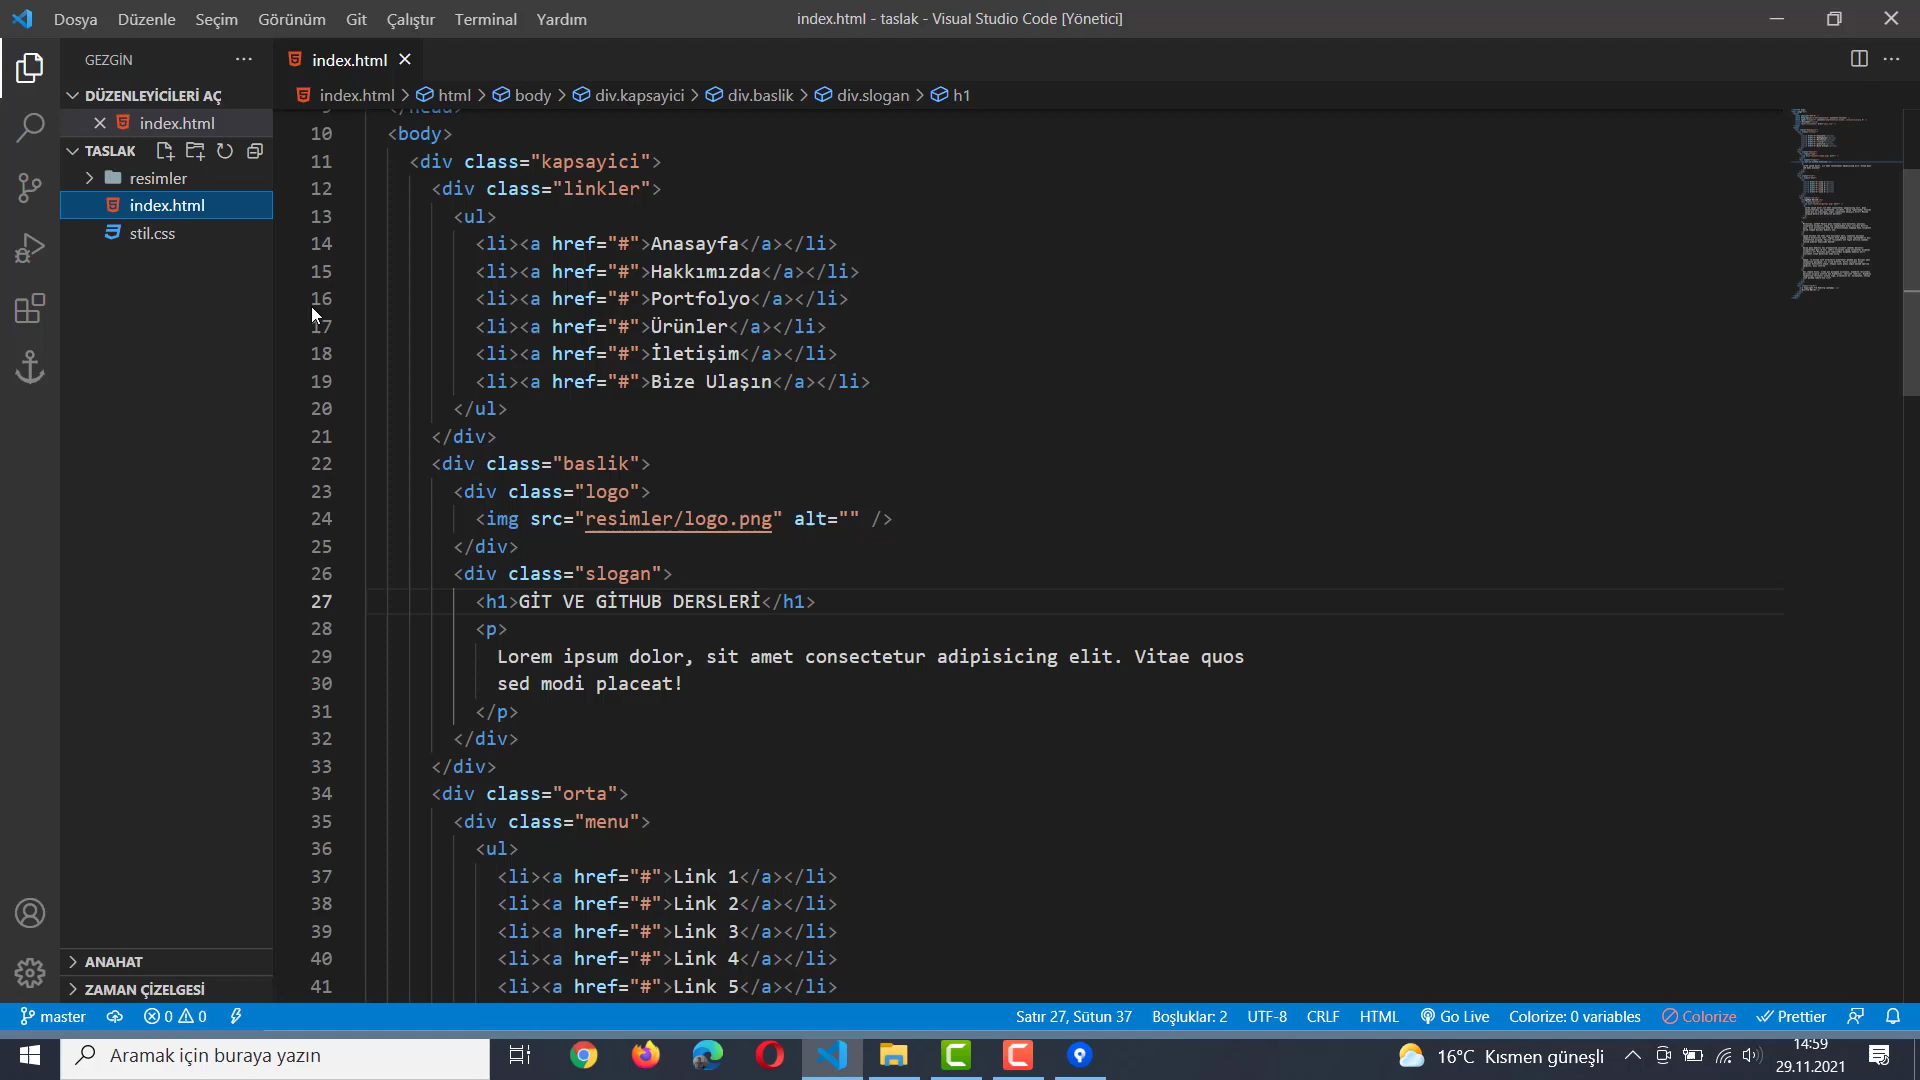 Dosya Düzenle Seçim Görünüm Git Çalıştır Terminal Yardım
index.html - taslak - Visual Studio Code [Yönetici]
GEZGİN
index.html
DÜZENLEYİCİLERİ AÇ
index.html > html > body > div.kapsayici > div.baslik > div.slogan > h1
index.html
TASLAK
resimler
index.html
stil.css
10 <body>
11 <div class="kapsayici">
12 <div class="linkler">
13 <ul>
14 <li><a href="#">Anasayfa</a></li>
15 <li><a href="#">Hakkımızda</a></li>
16 <li><a href="#">Portfolyo</a></li>
17 <li><a href="#">Ürünler</a></li>
18 <li><a href="#">İletişim</a></li>
19 <li><a href="#">Bize Ulaşın</a></li>
20 </ul>
21 </div>
22 <div class="baslik">
23 <div class="logo">
24 <img src="resimler/logo.png" alt="" />
25 </div>
26 <div class="slogan">
27 <h1>GİT VE GİTHUB DERSLERİ</h1>
28 <p>
29 Lorem ipsum dolor, sit amet consectetur adipisicing elit. Vitae quos
30 sed modi placeat!
31 </p>
32 </div>
33 </div>
34 <div class="orta">
35 <div class="menu">
36 <ul>
37 <li><a href="#">Link 1</a></li>
38 <li><a href="#">Link 2</a></li>
39 <li><a href="#">Link 3</a></li>
40 <li><a href="#">Link 4</a></li>
41 <li><a href="#">Link 5</a></li>
ANAHAT
ZAMAN ÇİZELGESİ
master 0 0 Satır 27, Sütun 37 Boşluklar: 2 UTF-8 CRLF HTML Go Live Colorize: 0 variables Colorize Prettier
Aramak için buraya yazın
16°C Kısmen güneşli
14:59
29.11.2021